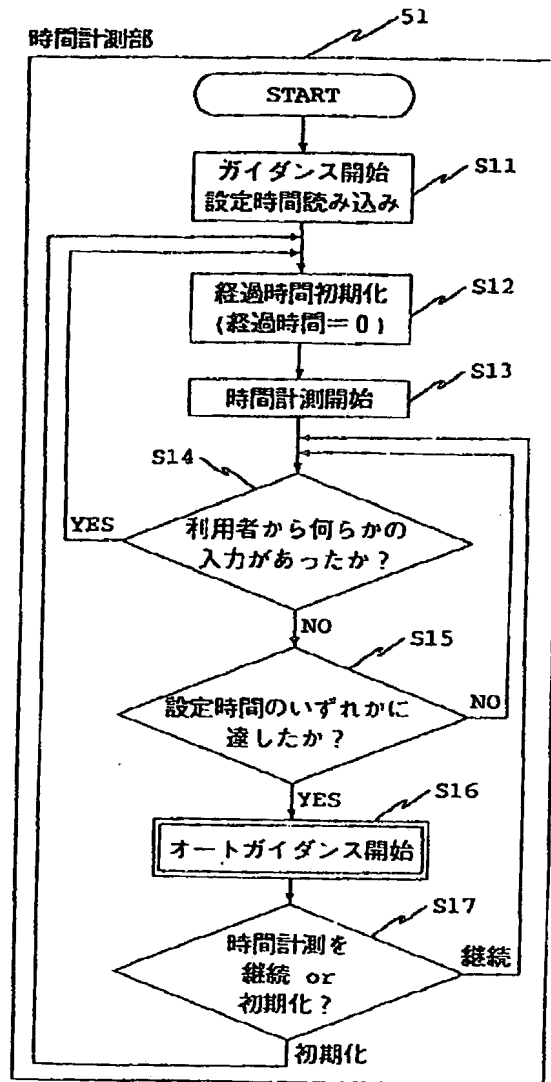 51
時間計測部
START
ガイダンス開始
設定時間読み込み
S11
経過時間初期化
(経過時間=0)
S12
時間計測開始
S13
S14
利用者から何らかの
入力があったか?
YES
NO
S15
設定時間のいずれかに
達したか?
NO
YES
S16
オートガイダンス開始
S17
時間計測を
継続 or
初期化?
継続
初期化